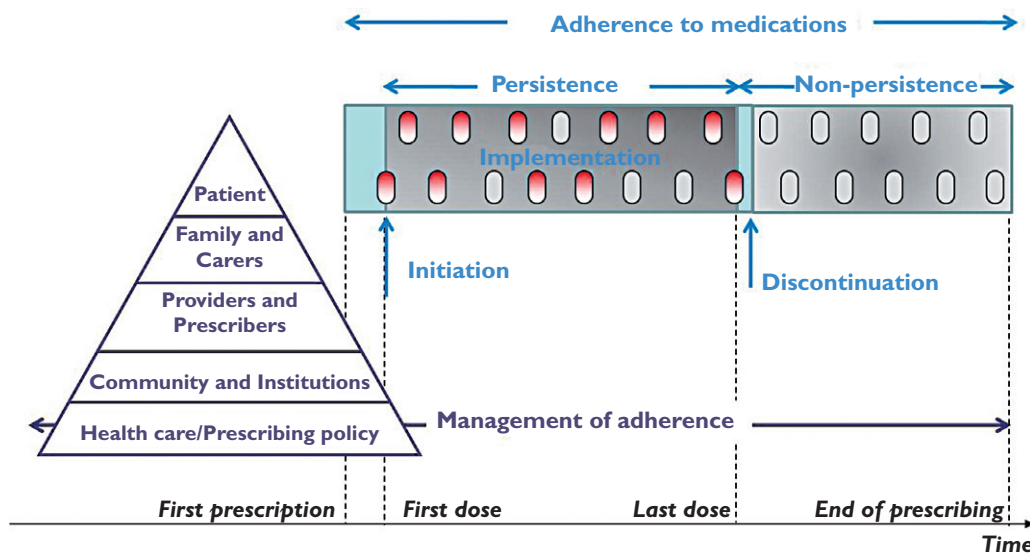 Adherence to medications
Persistence
Non-persistence
Implementation
Patient
Family and
Carers
Initiation
Discontinuation
Providers and
Prescribers
Community and Institutions
Management of adherence
Health care/Prescribing policy
First prescription
First dose
Last dose
End of prescribing
Time